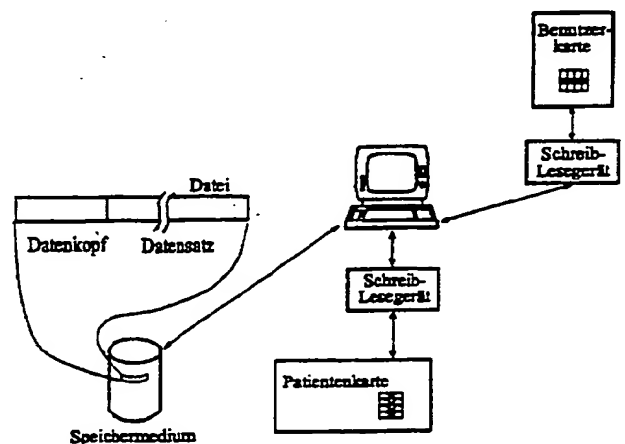 Benutzer-
karte
Schreib-
Lesegerät
Datei
Datenkopf Datensatz
Schreib-
Lesegerät
Patientenkarte
Speichermedium